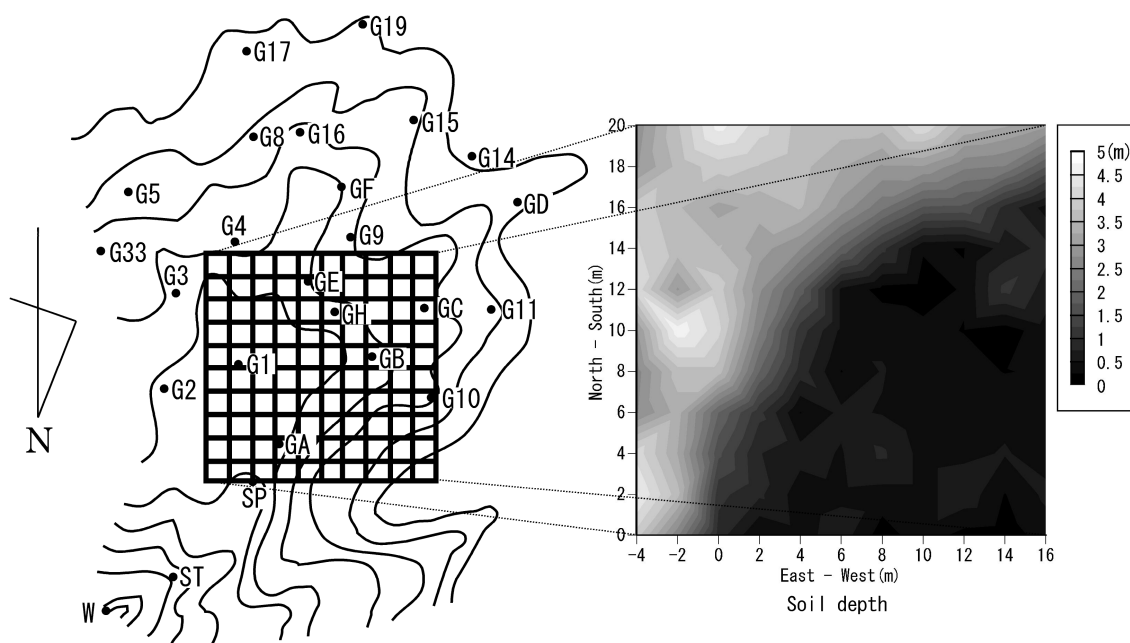 G19
G17
G15
G8
G16
G14
G5
GF
GD
G4
G9
G33
G3
GE
GH
GC
G11
G1
GB
G2
G10
GA
SP
N
ST
W
20
18
16
14
12
10
8
6
4
2
0
North - South(m)
-4 -2 0 2 4 6 8 10 12 14 16
East - West(m)
Soil depth
5(m)
4.5
4
3.5
3
2.5
2
1.5
1
0.5
0